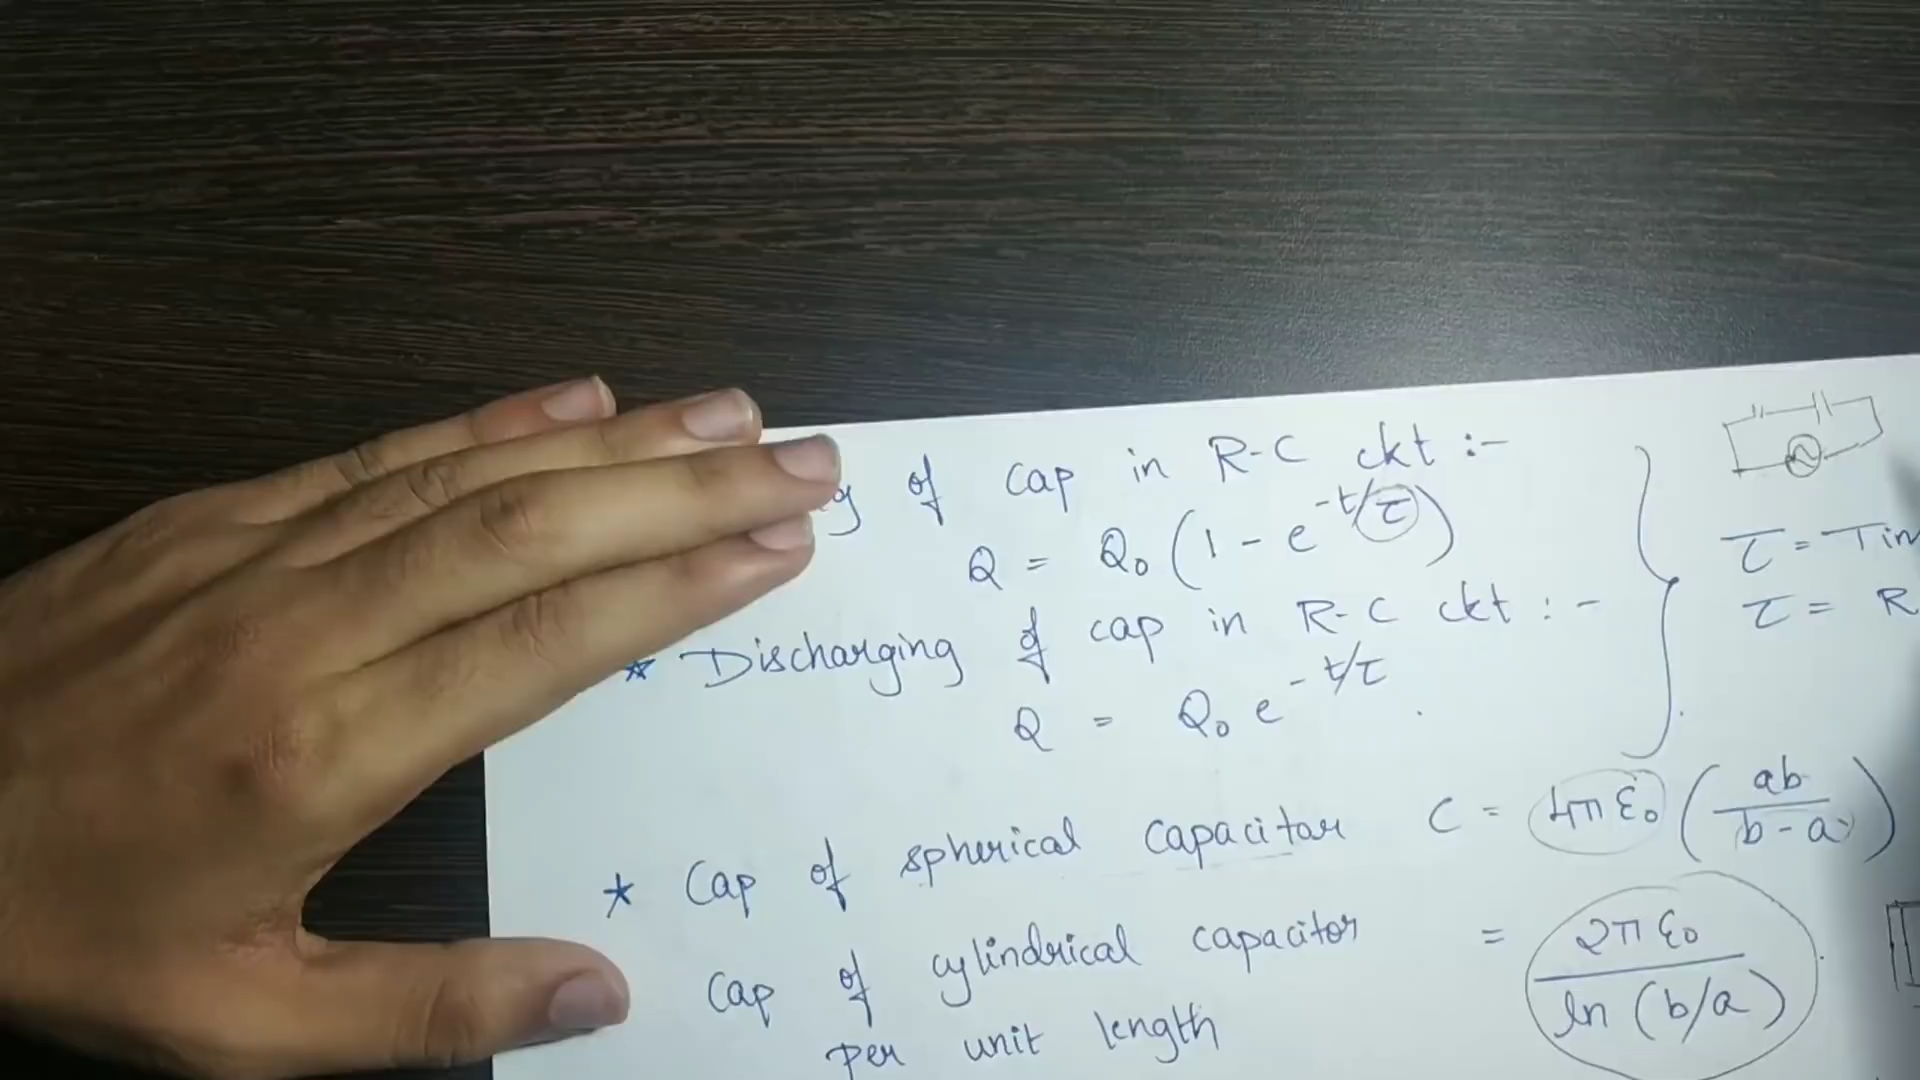 of cap in R-C ckt :-
Q = Q₀ (1 - e^(-t/τ))
* Discharging of cap in R-C ckt :-
Q = Q₀ e^(-t/τ)
τ =
τ = R
* Cap of spherical capacitor C = 4π ε₀ (ab / b - a)
Cap of cylindrical capacitor = 2π ε₀ / ln (b/a)
per unit length